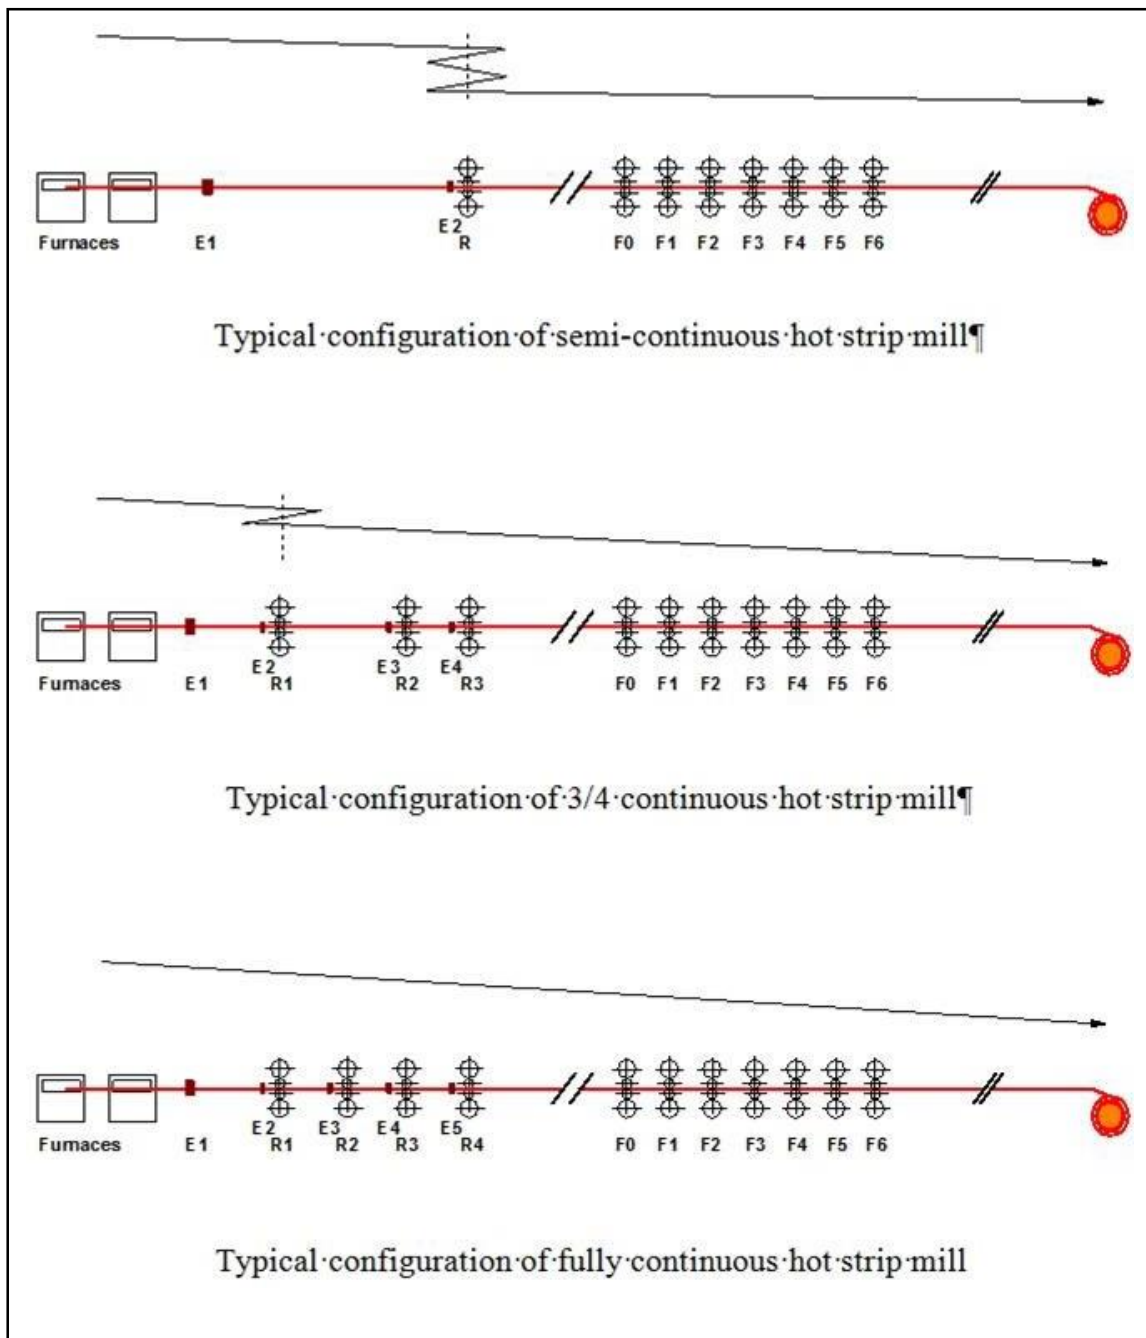 Furnaces E1 E2 R F0 F1 F2 F3 F4 F5 F6
Typical·configuration·of·semi-continuous·hot·strip·mill¶
Furnaces E1 E2 R1 E3 R2 E4 R3 F0 F1 F2 F3 F4 F5 F6
Typical·configuration·of·3/4·continuous·hot·strip·mill¶
Furnaces E1 E2 R1 E3 R2 E4 R3 E5 R4 F0 F1 F2 F3 F4 F5 F6
Typical·configuration·of·fully·continuous·hot·strip·mill